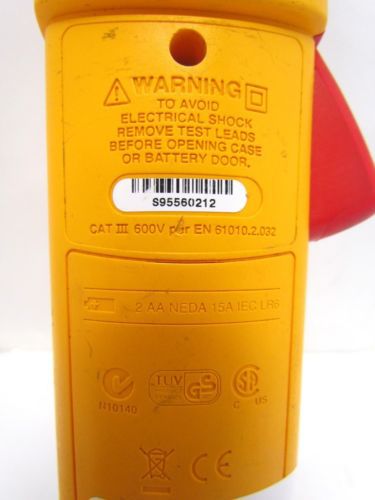 WARNING
TO AVOID
ELECTRICAL SHOCK
REMOVE TEST LEADS
BEFORE OPENING CASE
OR BATTERY DOOR.
S95560212
CAT III 600V per EN 61010.2.032
2 AA NEDA 15A IEC LR6
N10140
TUV
GS
C US
CE